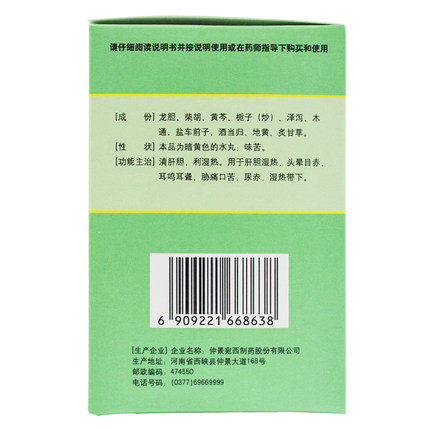 请仔细阅读说明书并按说明使用或在药师指导下购买和使用
[成　份] 龙胆、柴胡、黄芩、栀子(炒)、泽泻、木
通、盐车前子、酒当归、地黄、炙甘草。
[性　状] 本品为暗黄色的水丸；味苦。
[功能主治] 清肝胆、利湿热。用于肝胆湿热、头晕目赤、
耳鸣耳聋、胁痛口苦、尿赤、湿热带下。
6 909221 668638
[生产企业] 企业名称：仲景宛西制药股份有限公司
生产地址：河南省西峡县仲景大道168号
邮政编码：474550
电话号码：(0377)69669999